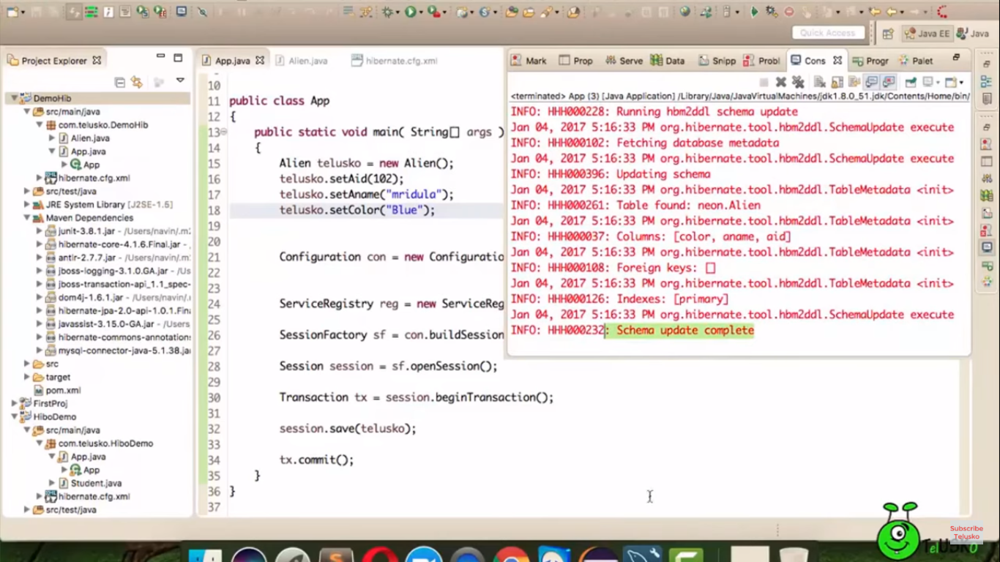 Quick Access
Java EE
Java
Project Explorer
App.java
Alien.java
hibernate.cfg.xml
Mark
Prop
Serve
Data
Snipp
Probl
Cons
Progr
Palet
DemoHib
src/main/java
com.telusko.DemoHib
Alien.java
App.java
App
hibernate.cfg.xml
src/test/java
JRE System Library [J2SE-1.5]
Maven Dependencies
junit-3.8.1.jar - /Users/navin/.m2
hibernate-core-4.1.6.Final.jar -
antlr-2.7.7.jar - /Users/navin/.m2
jboss-logging-3.1.0.GA.jar - /
jboss-transaction-api_1.1_spec-
dom4j-1.6.1.jar - /Users/navin/.
hibernate-jpa-2.0-api-1.0.1.Fina
javassist-3.15.0-GA.jar - /Users
hibernate-commons-annotations
mysql-connector-java-5.1.38.jar
src
target
pom.xml
FirstProj
HiboDemo
src/main/java
com.telusko.HiboDemo
App.java
App
Student.java
hibernate.cfg.xml
src/test/java
10
11 public class App
12 {
13 public static void main( String[] args )
14 {
15 Alien telusko = new Alien();
16 telusko.setAid(102);
17 telusko.setAname("mridula");
18 telusko.setColor("Blue");
19
20
21 Configuration con = new Configuratio
22
23
24 ServiceRegistry reg = new ServiceReg
25
26 SessionFactory sf = con.buildSession
27
28 Session session = sf.openSession();
29
30 Transaction tx = session.beginTransaction();
31
32 session.save(telusko);
33
34 tx.commit();
35 }
36 }
37
<terminated> App (3) [Java Application] /Library/Java/JavaVirtualMachines/jdk1.8.0_51.jdk/Contents/Home/bin/
INFO: HHH000228: Running hbm2ddl schema update
Jan 04, 2017 5:16:33 PM org.hibernate.tool.hbm2ddl.SchemaUpdate execute
INFO: HHH000102: Fetching database metadata
Jan 04, 2017 5:16:33 PM org.hibernate.tool.hbm2ddl.SchemaUpdate execute
INFO: HHH000396: Updating schema
Jan 04, 2017 5:16:33 PM org.hibernate.tool.hbm2ddl.TableMetadata <init>
INFO: HHH000261: Table found: neon.Alien
Jan 04, 2017 5:16:33 PM org.hibernate.tool.hbm2ddl.TableMetadata <init>
INFO: HHH000037: Columns: [color, aname, aid]
Jan 04, 2017 5:16:33 PM org.hibernate.tool.hbm2ddl.TableMetadata <init>
INFO: HHH000108: Foreign keys: []
Jan 04, 2017 5:16:33 PM org.hibernate.tool.hbm2ddl.TableMetadata <init>
INFO: HHH000126: Indexes: [primary]
Jan 04, 2017 5:16:33 PM org.hibernate.tool.hbm2ddl.SchemaUpdate execute
INFO: HHH000232: Schema update complete
Subscribe
Telusko
TelUSKO